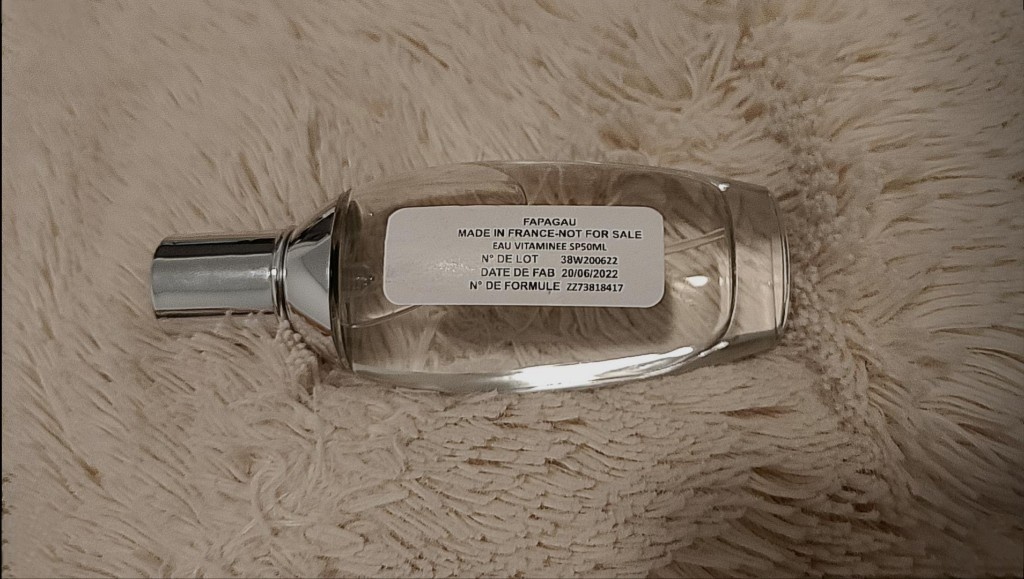 FAPAGAU
MADE IN FRANCE-NOT FOR SALE
EAU VITAMINEE SP50ML
N° DE LOT 38W200622
DATE DE FAB 20/06/2022
N° DE FORMULE ZZ73818417